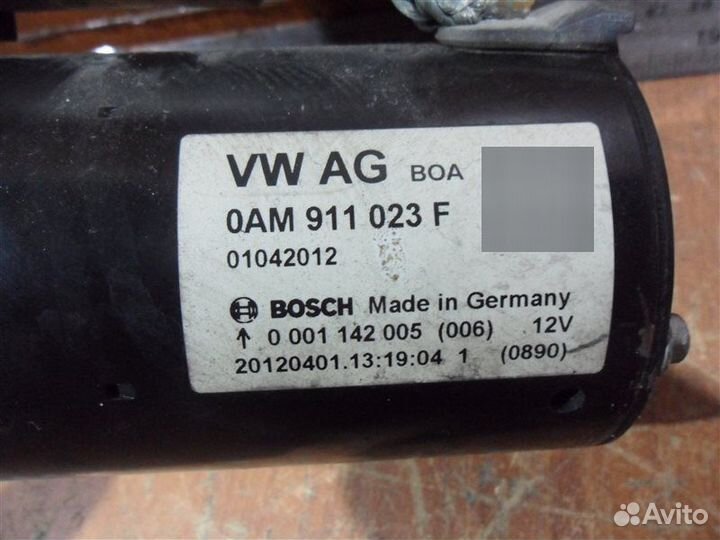 VW AG BOA
0AM 911 023 F
01042012
BOSCH Made in Germany
↑ 0 001 142 005 (006) 12V
20120401.13:19:04 1 (0890)
Avito